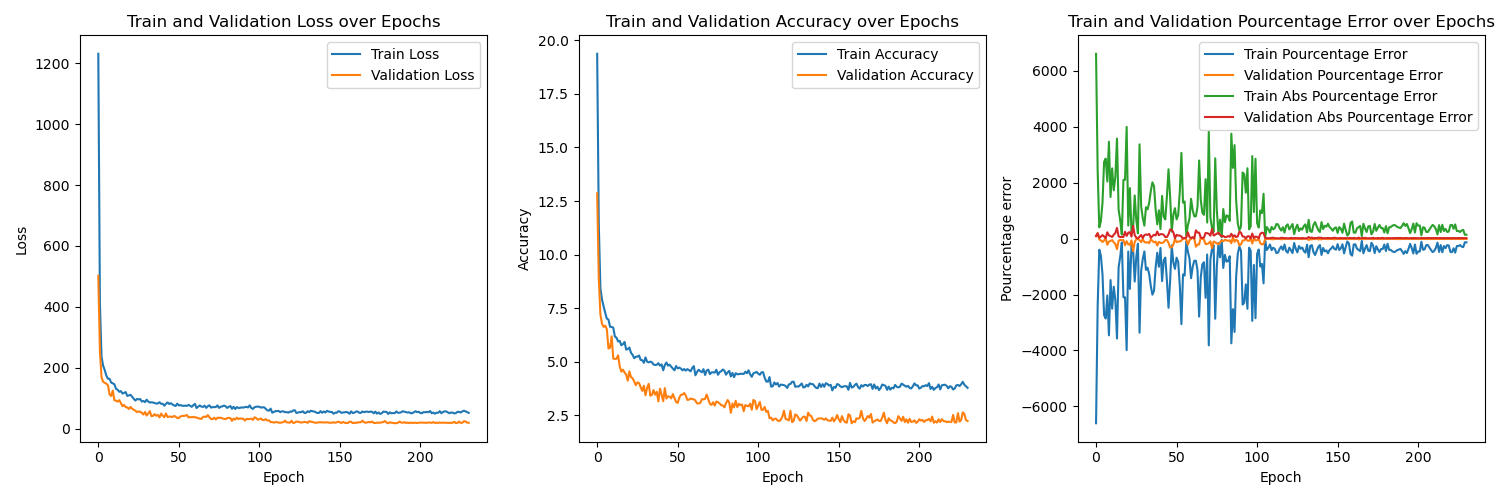 Train and Validation Loss over Epochs
Train Loss
Validation Loss
1200
1000
800
600
400
200
0
Loss
0 50 100 150 200
Epoch
Train and Validation Accuracy over Epochs
Train Accuracy
Validation Accuracy
20.0
17.5
15.0
12.5
10.0
7.5
5.0
2.5
Accuracy
0 50 100 150 200
Epoch
Train and Validation Pourcentage Error over Epochs
Train Pourcentage Error
Validation Pourcentage Error
Train Abs Pourcentage Error
Validation Abs Pourcentage Error
6000
4000
2000
0
−2000
−4000
−6000
Pourcentage error
0 50 100 150 200
Epoch